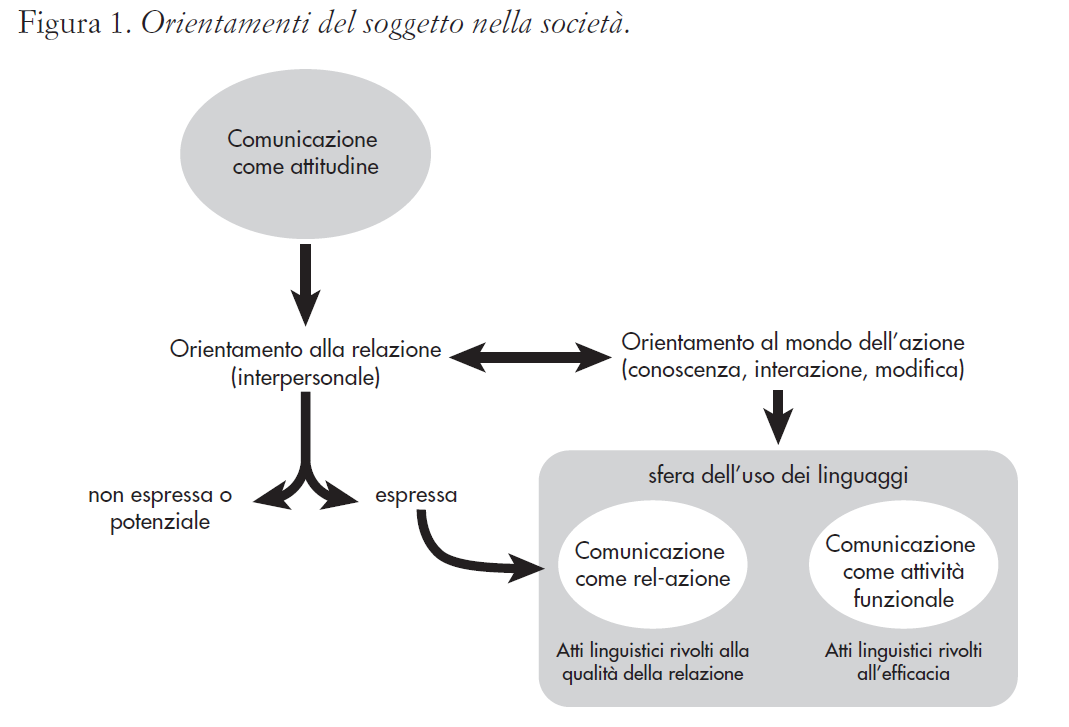 Figura 1. Orientamenti del soggetto nella società.
Comunicazione
come attitudine
Orientamento alla relazione
(interpersonale)
Orientamento al mondo dell'azione
(conoscenza, interazione, modifica)
non espressa o
potenziale
espressa
sfera dell'uso dei linguaggi
Comunicazione
come rel-azione
Comunicazione
come attività
funzionale
Atti linguistici rivolti alla
qualità della relazione
Atti linguistici rivolti
all'efficacia